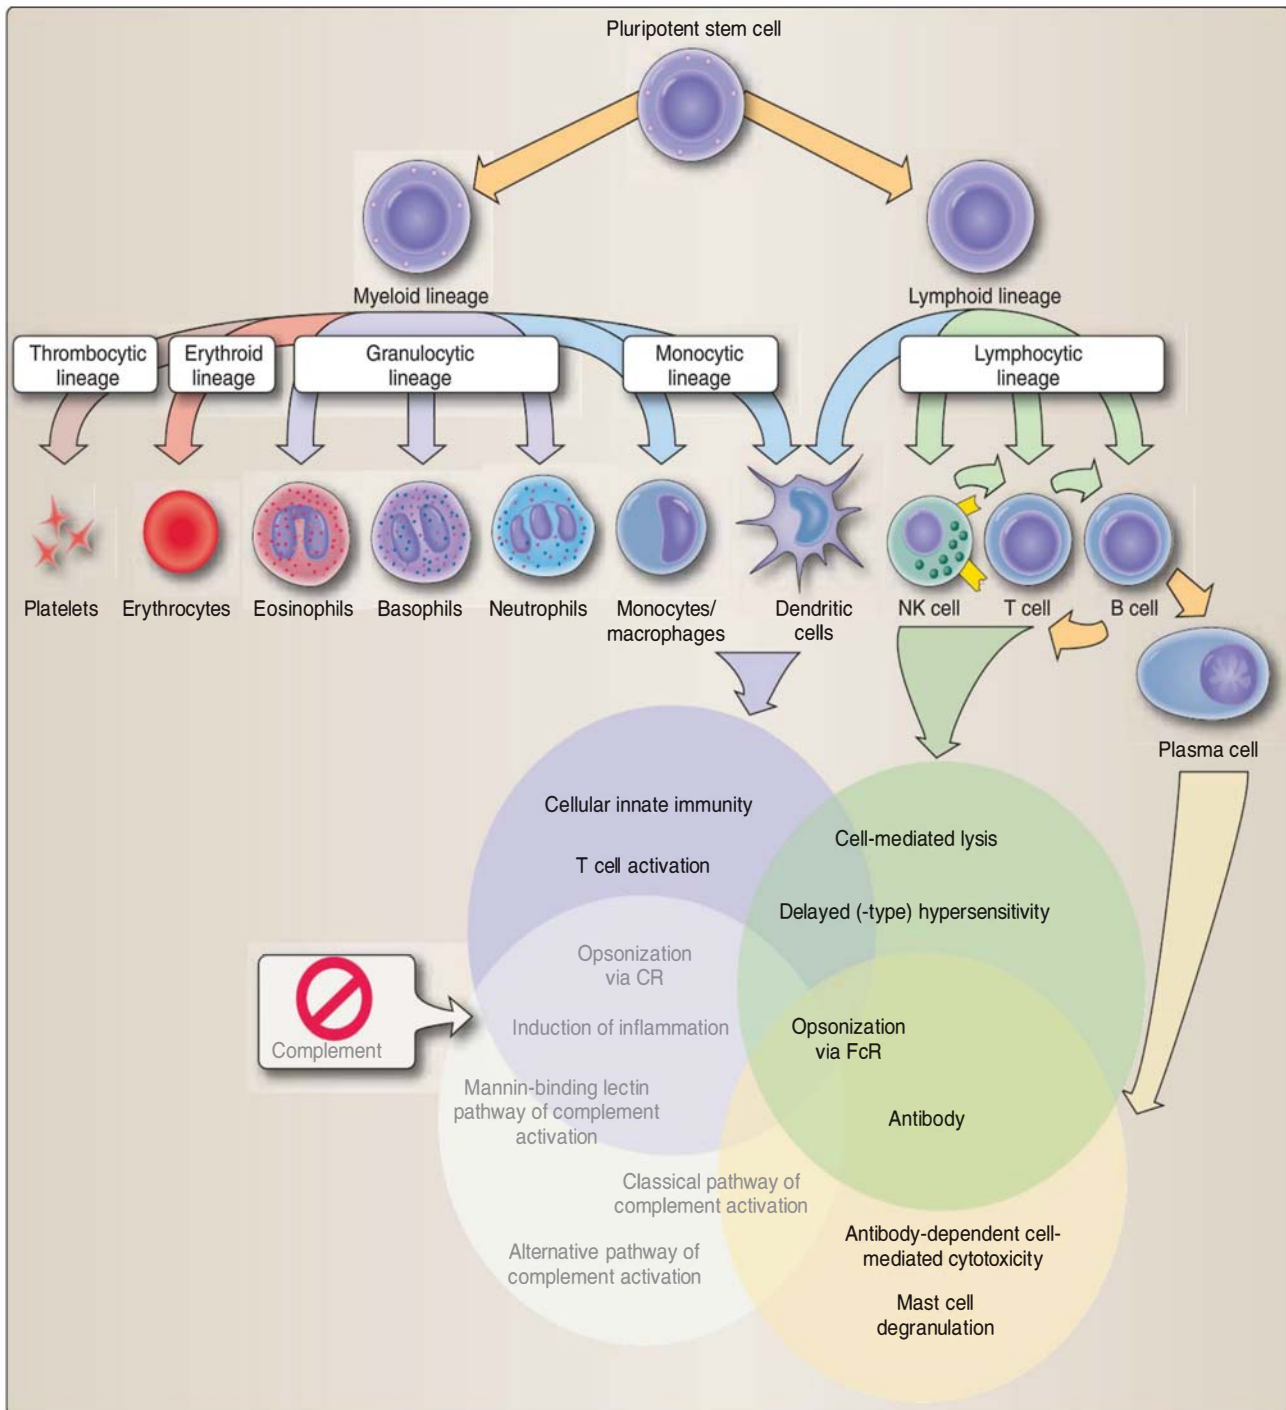 Pluripotent stem cell
Myeloid lineage
Lymphoid lineage
Thrombocytic
lineage
Erythroid
lineage
Granulocytic
lineage
Monocytic
lineage
Lymphocytic
lineage
Platelets
Erythrocytes
Eosinophils
Basophils
Neutrophils
Monocytes/
macrophages
Dendritic
cells
NK cell
T cell
B cell
Plasma cell
Cellular innate immunity
T cell activation
Cell-mediated lysis
Delayed (-type) hypersensitivity
Opsonization
via CR
Induction of inflammation
Complement
Opsonization
via FcR
Mannin-binding lectin
pathway of complement
activation
Antibody
Classical pathway of
complement activation
Alternative pathway of
complement activation
Antibody-dependent cell-
mediated cytotoxicity
Mast cell
degranulation